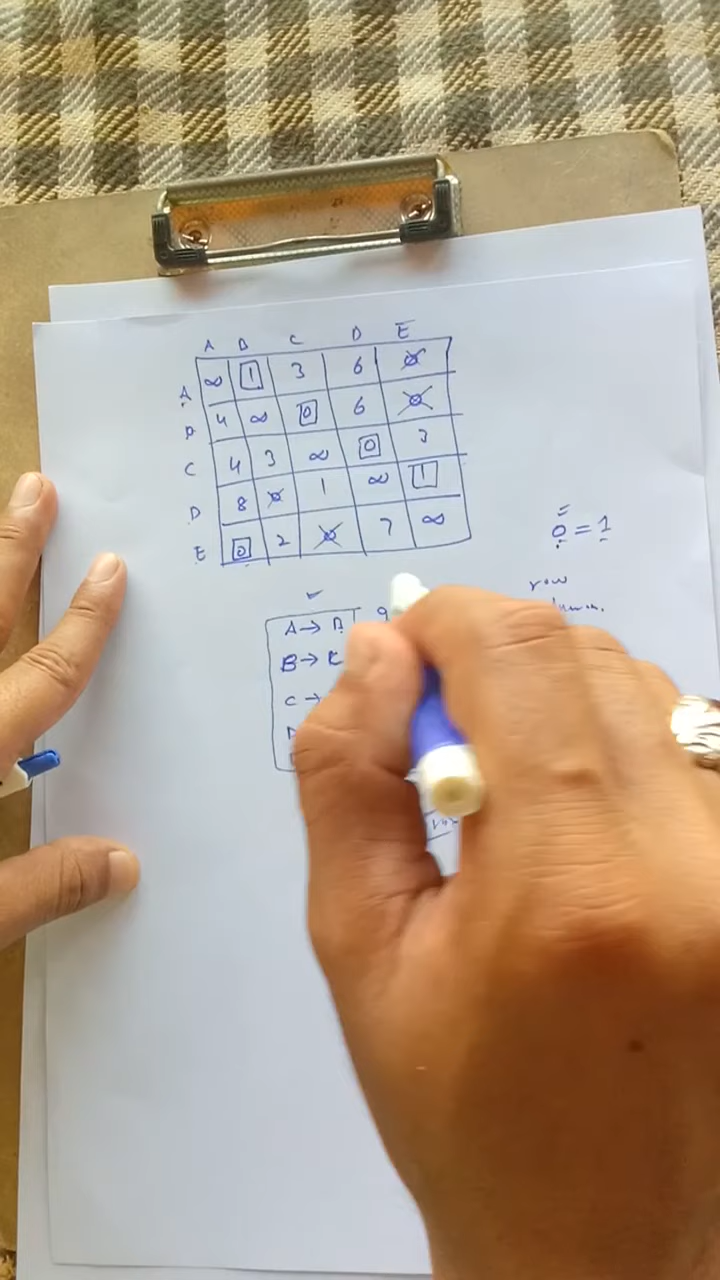 A B C D E
A ∞ 1 3 6 0
B 4 ∞ 0 6 0
C 4 3 ∞ 0 3
D 8 0 1 ∞ 1
E 0 2 0 7 ∞
0 = 1
row
A → B 9
B →
C →